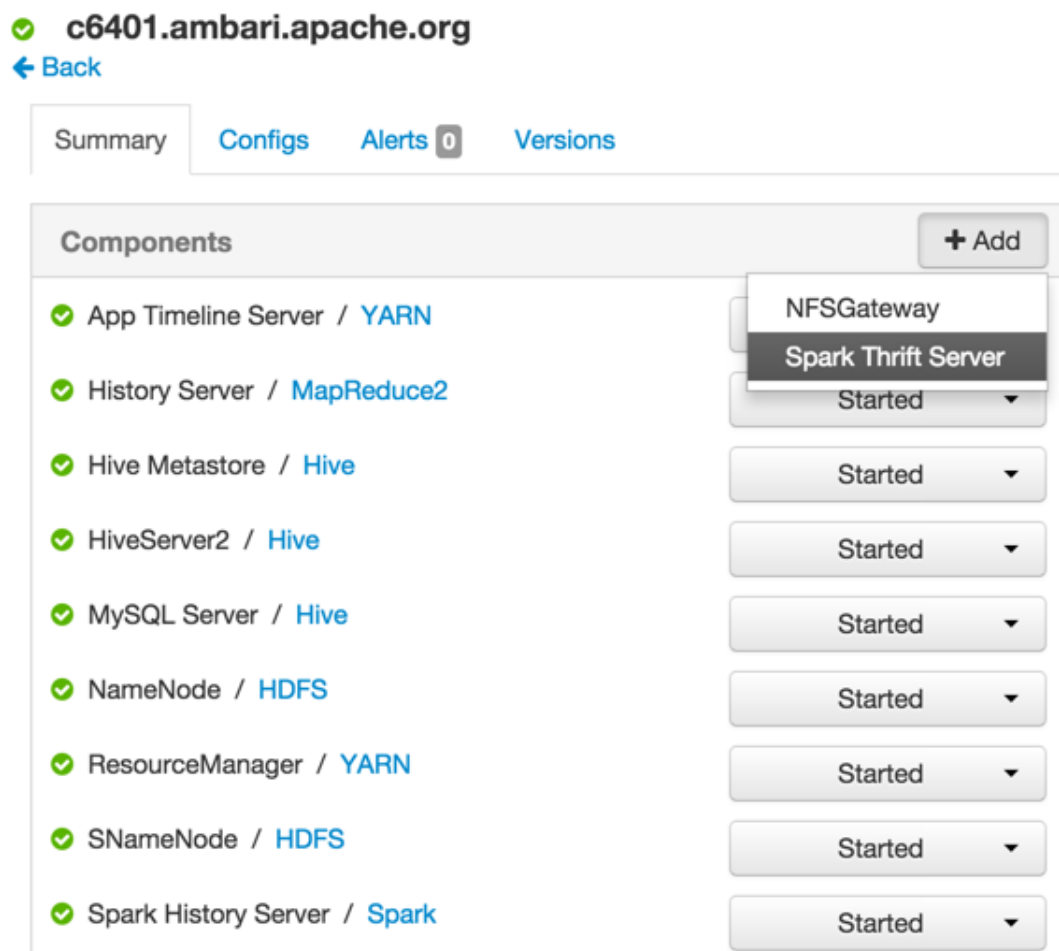 c6401.ambari.apache.org
Back
Summary Configs Alerts 0 Versions
Components + Add
NFSGateway
Spark Thrift Server
App Timeline Server / YARN
History Server / MapReduce2 Started
Hive Metastore / Hive Started
HiveServer2 / Hive Started
MySQL Server / Hive Started
NameNode / HDFS Started
ResourceManager / YARN Started
SNameNode / HDFS Started
Spark History Server / Spark Started